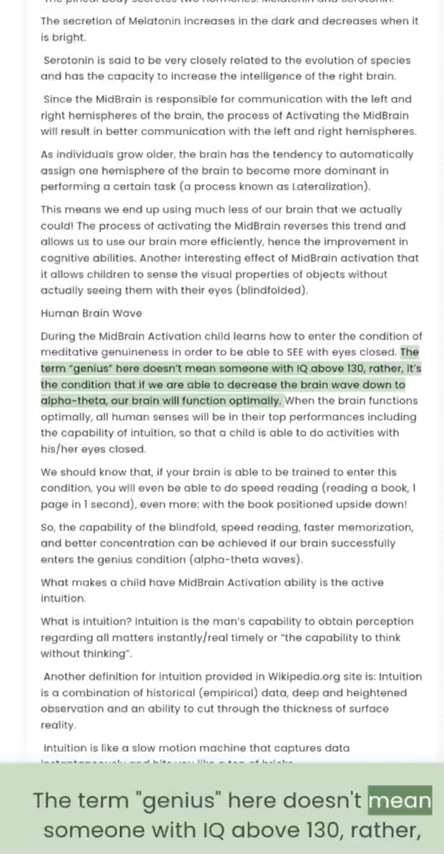 The pineal body secretes two hormones: Melatonin and Serotonin.
The secretion of Melatonin increases in the dark and decreases when it
is bright.
Serotonin is said to be very closely related to the evolution of species
and has the capacity to increase the intelligence of the right brain.
Since the MidBrain is responsible for communication with the left and
right hemispheres of the brain, the process of Activating the MidBrain
will result in better communication with the left and right hemispheres.
As individuals grow older, the brain has the tendency to automatically
assign one hemisphere of the brain to become more dominant in
performing a certain task (a process known as Lateralization).
This means we end up using much less of our brain that we actually
could! The process of activating the MidBrain reverses this trend and
allows us to use our brain more efficiently, hence the improvement in
cognitive abilities. Another interesting effect of MidBrain activation that
it allows children to sense the visual properties of objects without
actually seeing them with their eyes (blindfolded).
Human Brain Wave
During the MidBrain Activation child learns how to enter the condition of
meditative genuineness in order to be able to SEE with eyes closed. The
term "genius" here doesn't mean someone with IQ above 130, rather, it's
the condition that if we are able to decrease the brain wave down to
alpha-theta, our brain will function optimally. When the brain functions
optimally, all human senses will be in their top performances including
the capability of intuition, so that a child is able to do activities with
his/her eyes closed.
We should know that, if your brain is able to be trained to enter this
condition, you will even be able to do speed reading (reading a book, 1
page in 1 second), even more: with the book positioned upside down!
So, the capability of the blindfold, speed reading, faster memorization,
and better concentration can be achieved if our brain successfully
enters the genius condition (alpha-theta waves).
What makes a child have MidBrain Activation ability is the active
intuition.
What is intuition? Intuition is the man's capability to obtain perception
regarding all matters instantly/real timely or "the capability to think
without thinking".
Another definition for intuition provided in Wikipedia.org site is: Intuition
is a combination of historical (empirical) data, deep and heightened
observation and an ability to cut through the thickness of surface
reality.
Intuition is like a slow motion machine that captures data
The term "genius" here doesn't mean
someone with IQ above 130, rather,